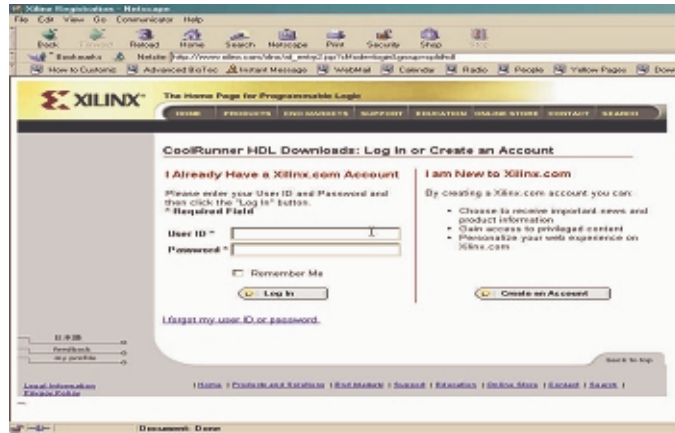 Xilinx Registration - Netscape
File Edit View Go Communicator Help
Back Forward Reload Home Search Netscape Print Security Shop Stop
Bookmarks
How to Customiz Advanced BioTec Instant Message WebMail Calendar Radio People Yellow Pages Down
XILINX
The Home Page for Programmable Logic
HOME PRODUCTS END MARKETS SUPPORT EDUCATION ONLINE STORE CONTACT SEARCH
CoolRunner HDL Downloads: Log In or Create an Account
I Already Have a Xilinx.com Account
Please enter your User ID and Password and
then click the "Log In" button.
* Required Field
User ID *
Password *
Remember Me
Log In
I forgot my user ID or password.
I am New to Xilinx.com
By creating a Xilinx.com account you can:
• Choose to receive important news and
product information
• Gain access to privileged content
• Personalize your web experience on
Xilinx.com
Create an Account
日本語
feedback
my profile
back to top
Legal Information
Privacy Policy
| Home | Products and Solutions | End Markets | Support | Education | Online Store | Contact | Search |
Document: Done